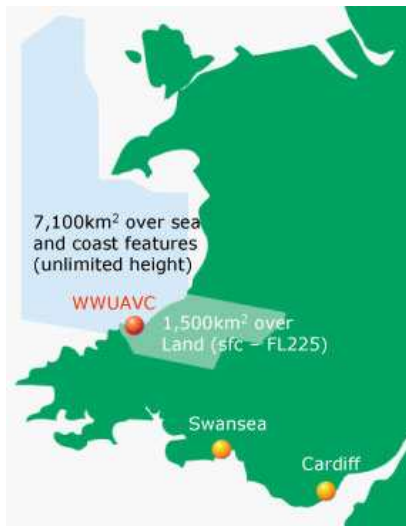 7,100km² over sea
and coast features
(unlimited height)
WWUAVC
1,500km² over
Land (sfc – FL225)
Swansea
Cardiff